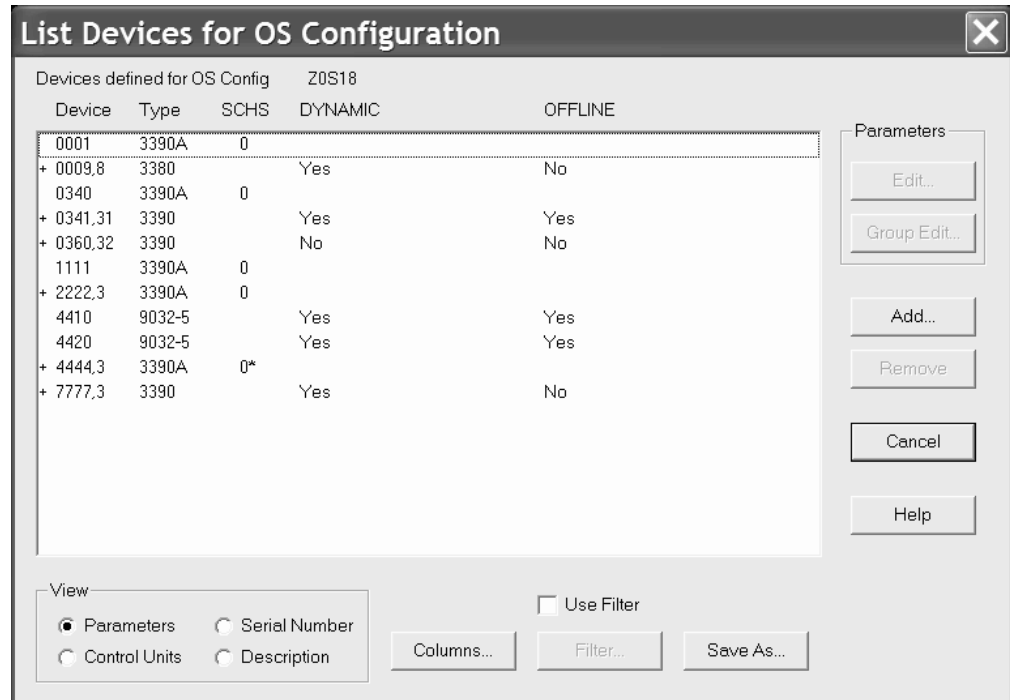 List Devices for OS Configuration
Devices defined for OS Config Z0S18
Device Type SCHS DYNAMIC OFFLINE
0001 3390A 0
+ 0009,8 3380 Yes No
0340 3390A 0
+ 0341,31 3390 Yes Yes
+ 0360,32 3390 No No
1111 3390A 0
+ 2222,3 3390A 0
4410 9032-5 Yes Yes
4420 9032-5 Yes Yes
+ 4444,3 3390A 0*
+ 7777,3 3390 Yes No
Parameters
Edit...
Group Edit...
Add...
Remove
Cancel
Help
View
Parameters Serial Number
Control Units Description
Use Filter
Columns... Filter... Save As...